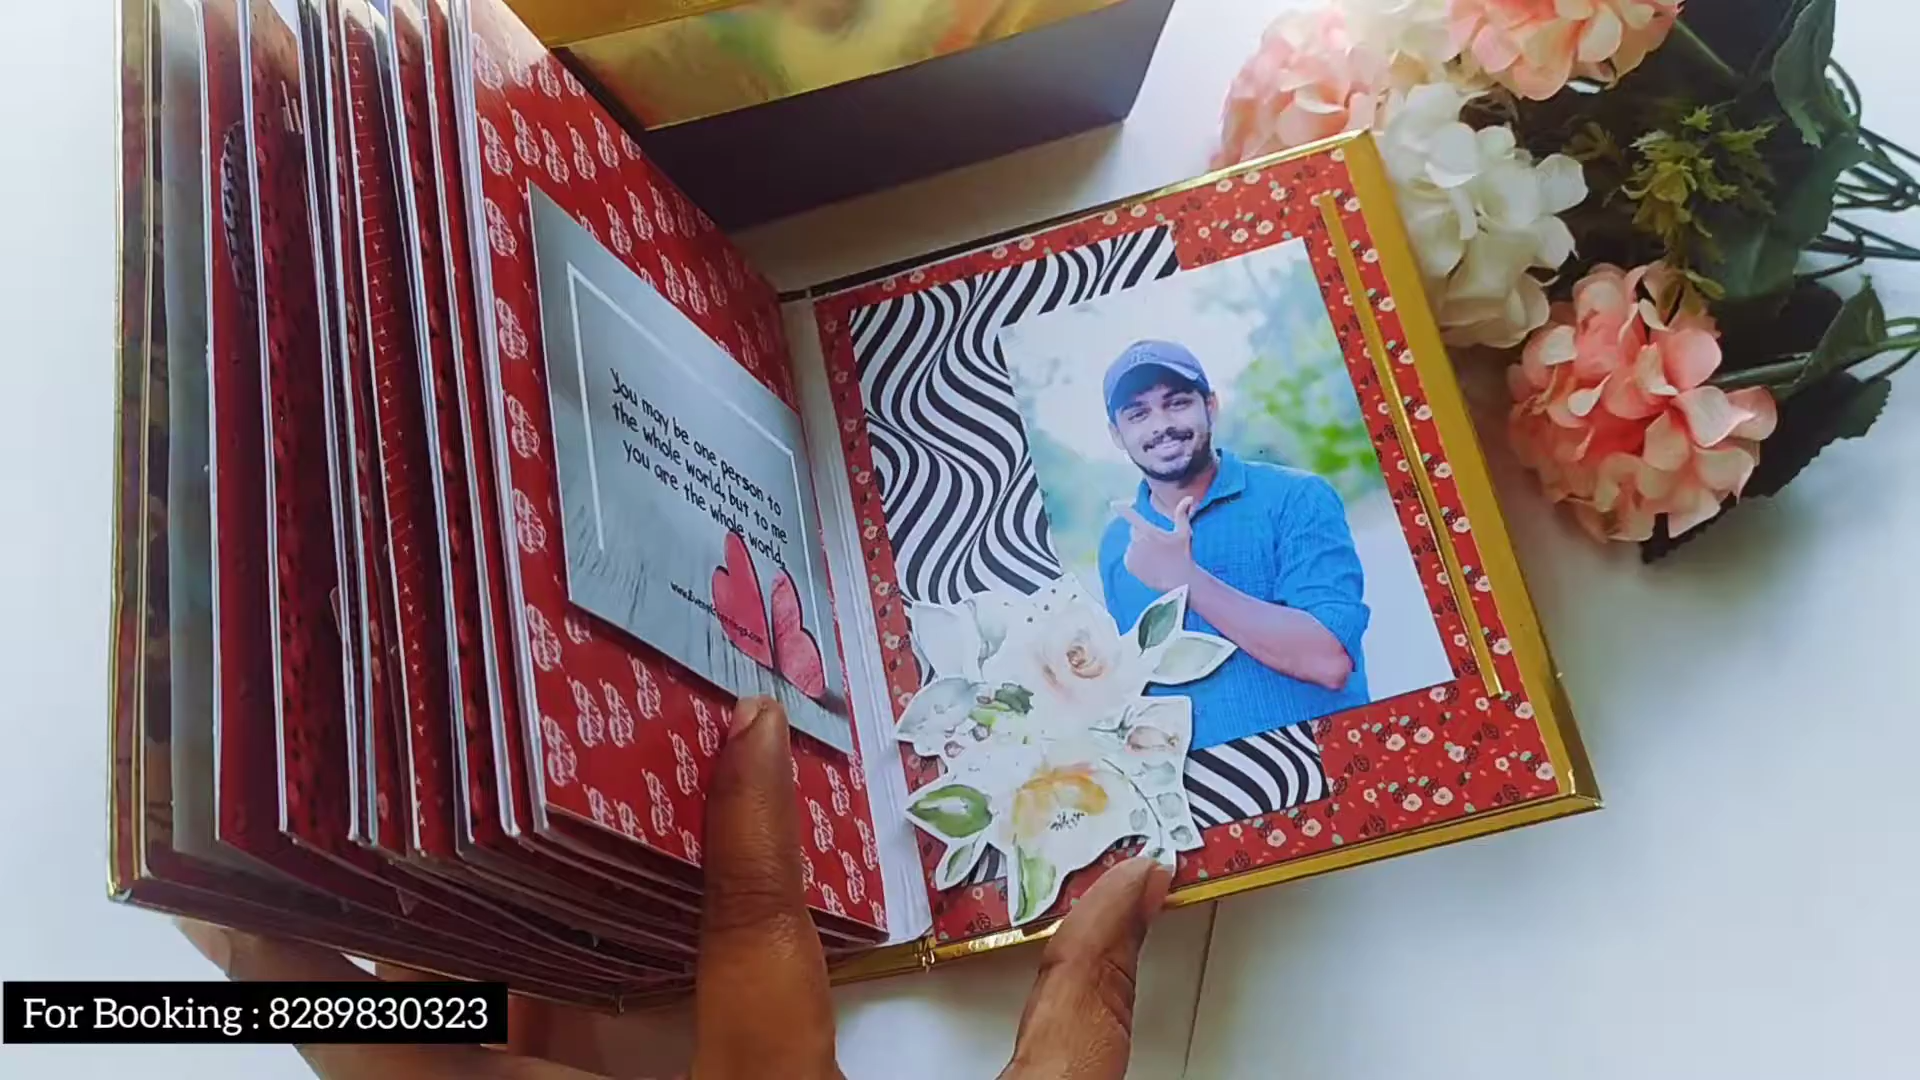 You may be one person to
the whole world, but to me
you are the whole world.
For Booking : 8289830323